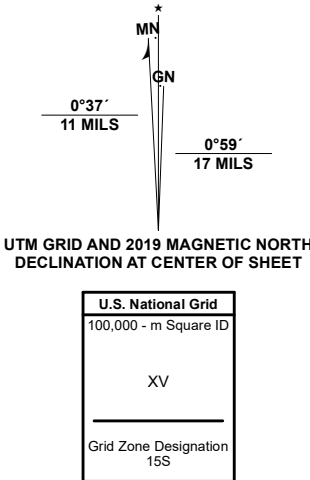 MN
GN
0°37´
11 MILS
0°59´
17 MILS
UTM GRID AND 2019 MAGNETIC NORTH
DECLINATION AT CENTER OF SHEET
U.S. National Grid
100,000 - m Square ID
XV
Grid Zone Designation
15S